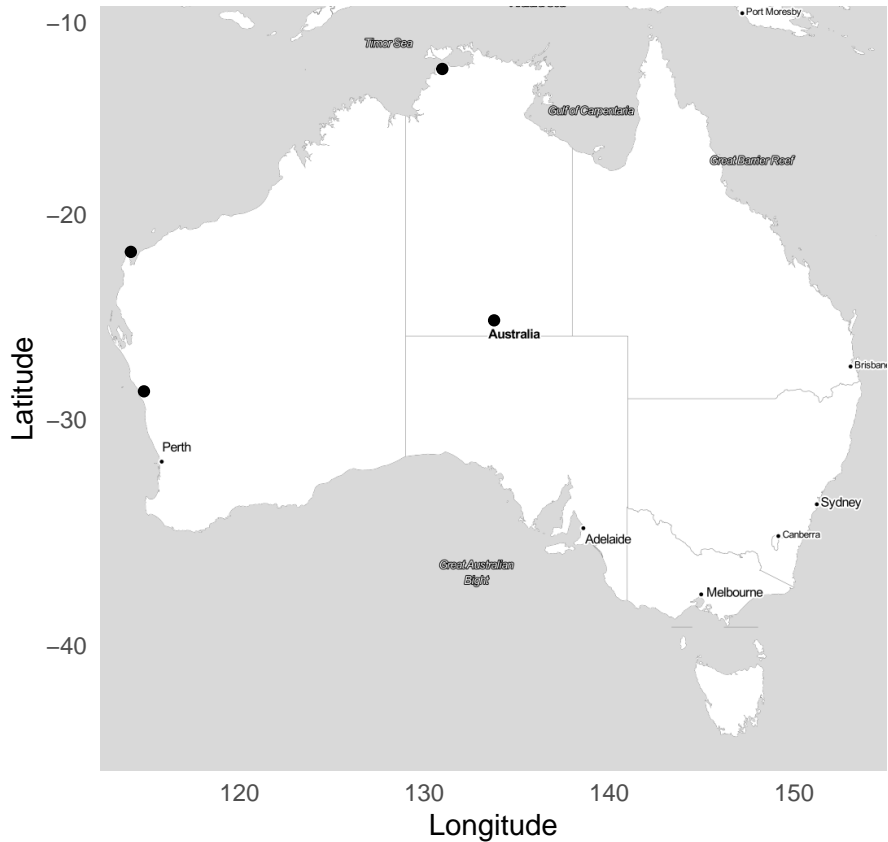 Port Moresby
−10
Timor Sea
Gulf of Carpentaria
Great Barrier Reef
−20
Australia
Brisbane
−30
Perth
Sydney
Canberra
Adelaide
Great Australian
Bight
Melbourne
−40
120
130
140
150
Latitude
Longitude